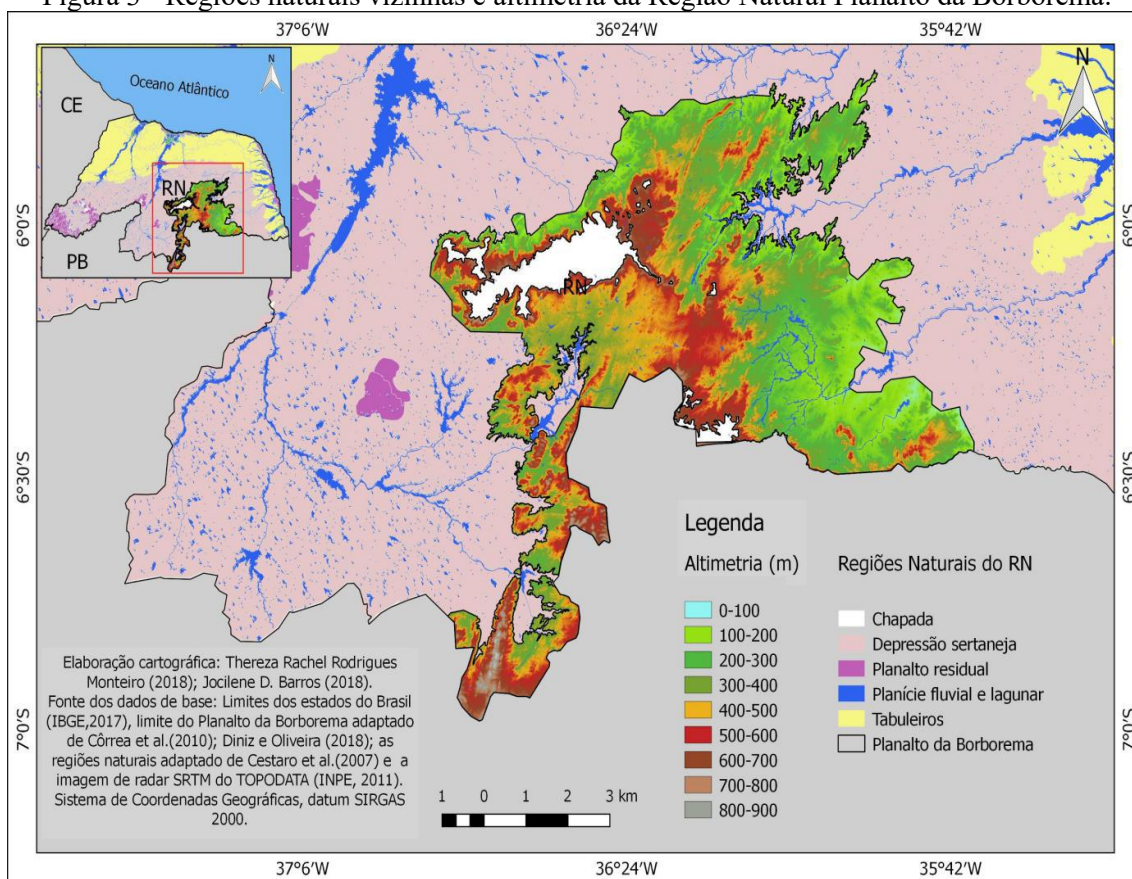 Figura 3 - Regiões naturais vizinhas e altimetria da Região Natural Planalto da Borborema.
37°6'W
36°24'W
35°42'W
N
Oceano Atlântico
N
CE
RN
PB
6°0'S
6°0'S
RN
6°30'S
6°30'S
7°0'S
7°0'S
Legenda
Altimetria (m)
0-100
100-200
200-300
300-400
400-500
500-600
600-700
700-800
800-900
Regiões Naturais do RN
Chapada
Depressão sertaneja
Planalto residual
Planície fluvial e lagunar
Tabuleiros
Planalto da Borborema
Elaboração cartográfica: Thereza Rachel Rodrigues
Monteiro (2018); Jocilene D. Barros (2018).
Fonte dos dados de base: Limites dos estados do Brasil
(IBGE,2017), limite do Planalto da Borborema adaptado
de Côrrea et al.(2010); Diniz e Oliveira (2018); as
regiões naturais adaptado de Cestaro et al.(2007) e a
imagem de radar SRTM do TOPODATA (INPE, 2011).
Sistema de Coordenadas Geográficas, datum SIRGAS
2000.
1 0 1 2 3 km
37°6'W
36°24'W
35°42'W